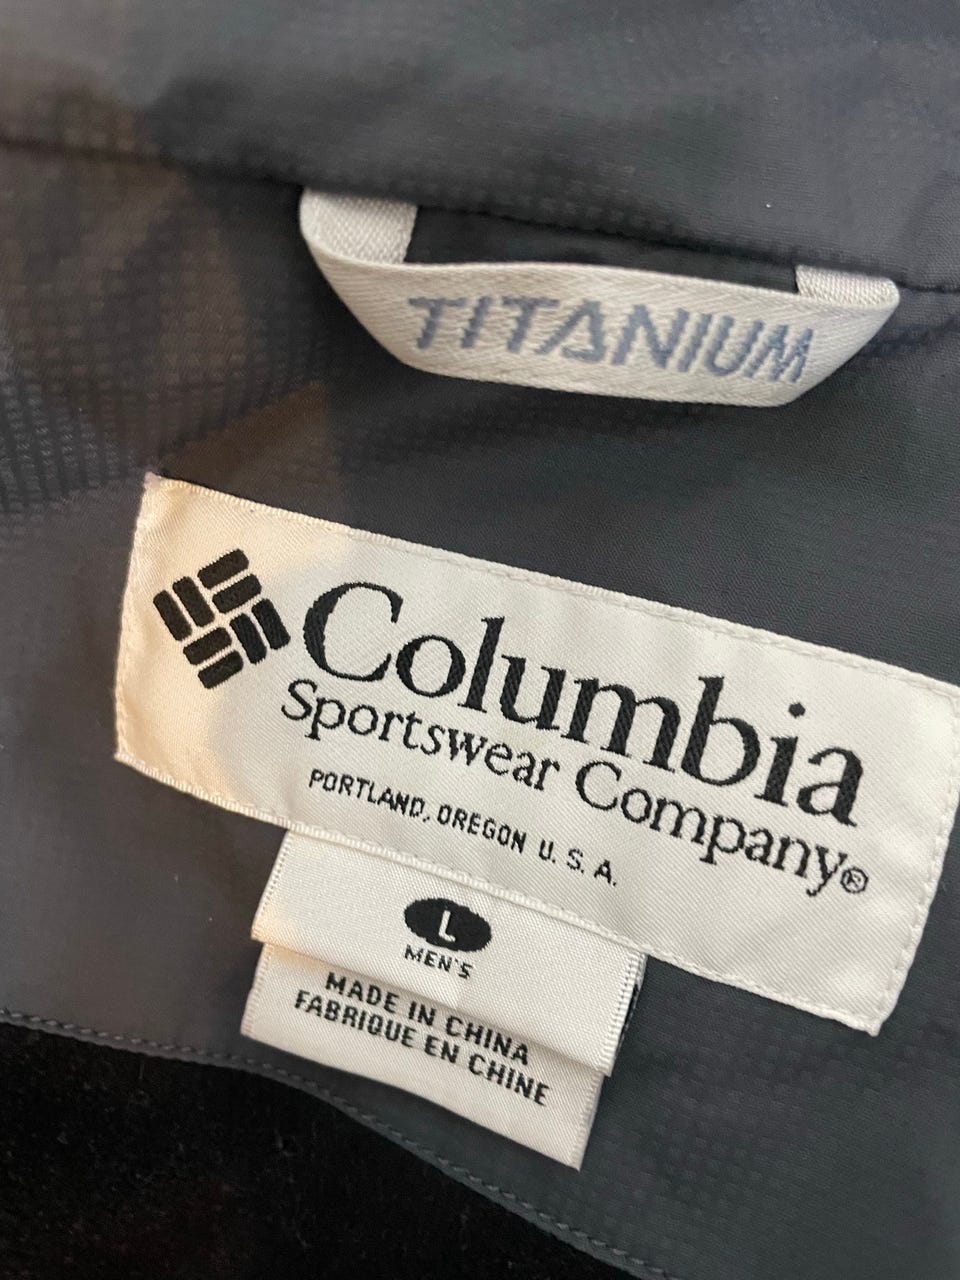 TITANIUM
Columbia
Sportswear Company®
PORTLAND, OREGON U.S.A.
L
MEN'S
MADE IN CHINA
FABRIQUE EN CHINE